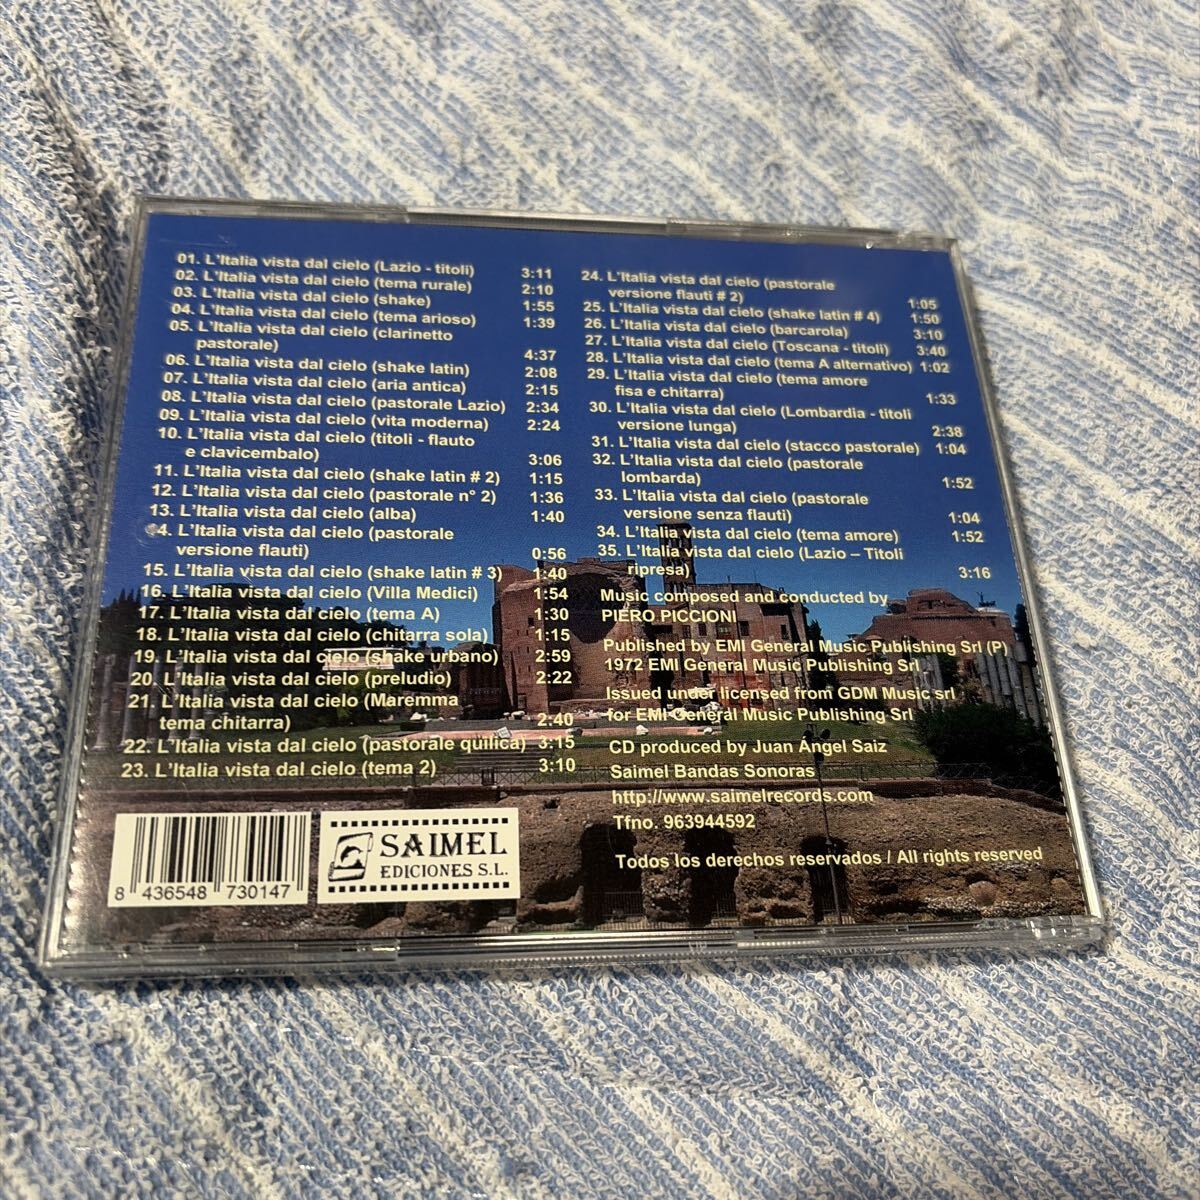 01. L'Italia vista dal cielo (Lazio - titoli) 3:11
02. L'Italia vista dal cielo (tema rurale) 2:10
03. L'Italia vista dal cielo (shake) 1:55
04. L'Italia vista dal cielo (tema arioso) 1:39
05. L'Italia vista dal cielo (clarinetto
pastorale) 4:37
06. L'Italia vista dal cielo (shake latin) 2:08
07. L'Italia vista dal cielo (aria antica) 2:15
08. L'Italia vista dal cielo (pastorale Lazio) 2:34
09. L'Italia vista dal cielo (vita moderna) 2:24
10. L'Italia vista dal cielo (titoli - flauto
e clavicembalo) 3:06
11. L'Italia vista dal cielo (shake latin # 2) 1:15
12. L'Italia vista dal cielo (pastorale n° 2) 1:36
13. L'Italia vista dal cielo (alba) 1:40
14. L'Italia vista dal cielo (pastorale
versione flauti) 0:56
15. L'Italia vista dal cielo (shake latin # 3) 1:40
16. L'Italia vista dal cielo (Villa Medici) 1:54
17. L'Italia vista dal cielo (tema A) 1:30
18. L'Italia vista dal cielo (chitarra sola) 1:15
19. L'Italia vista dal cielo (shake urbano) 2:59
20. L'Italia vista dal cielo (preludio) 2:22
21. L'Italia vista dal cielo (Maremma
tema chitarra) 2:40
22. L'Italia vista dal cielo (pastorale quilica) 3:15
23. L'Italia vista dal cielo (tema 2) 3:10
24. L'Italia vista dal cielo (pastorale
versione flauti # 2) 1:05
25. L'Italia vista dal cielo (shake latin # 4) 1:50
26. L'Italia vista dal cielo (barcarola) 3:10
27. L'Italia vista dal cielo (Toscana - titoli) 3:40
28. L'Italia vista dal cielo (tema A alternativo) 1:02
29. L'Italia vista dal cielo (tema amore
fisa e chitarra) 1:33
30. L'Italia vista dal cielo (Lombardia - titoli
versione lunga) 2:38
31. L'Italia vista dal cielo (stacco pastorale) 1:04
32. L'Italia vista dal cielo (pastorale
lombarda) 1:52
33. L'Italia vista dal cielo (pastorale
versione senza flauti) 1:04
34. L'Italia vista dal cielo (tema amore) 1:52
35. L'Italia vista dal cielo (Lazio – Titoli
ripresa) 3:16
Music composed and conducted by
PIERO PICCIONI
Published by EMI General Music Publishing Srl (P)
1972 EMI General Music Publishing Srl
Issued under licensed from GDM Music srl
for EMI General Music Publishing Srl
CD produced by Juan Ángel Saiz
Saimel Bandas Sonoras
http://www.saimelrecords.com
Tfno. 963944592
Todos los derechos reservados / All rights reserved
8 436548 730147
SAIMEL
EDICIONES S.L.